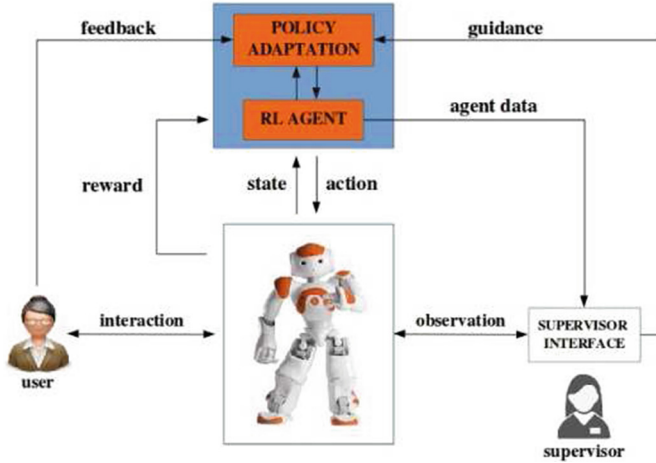 feedback
POLICY
ADAPTATION
guidance
RL AGENT
agent data
reward
state
action
interaction
observation
SUPERVISOR
INTERFACE
user
supervisor